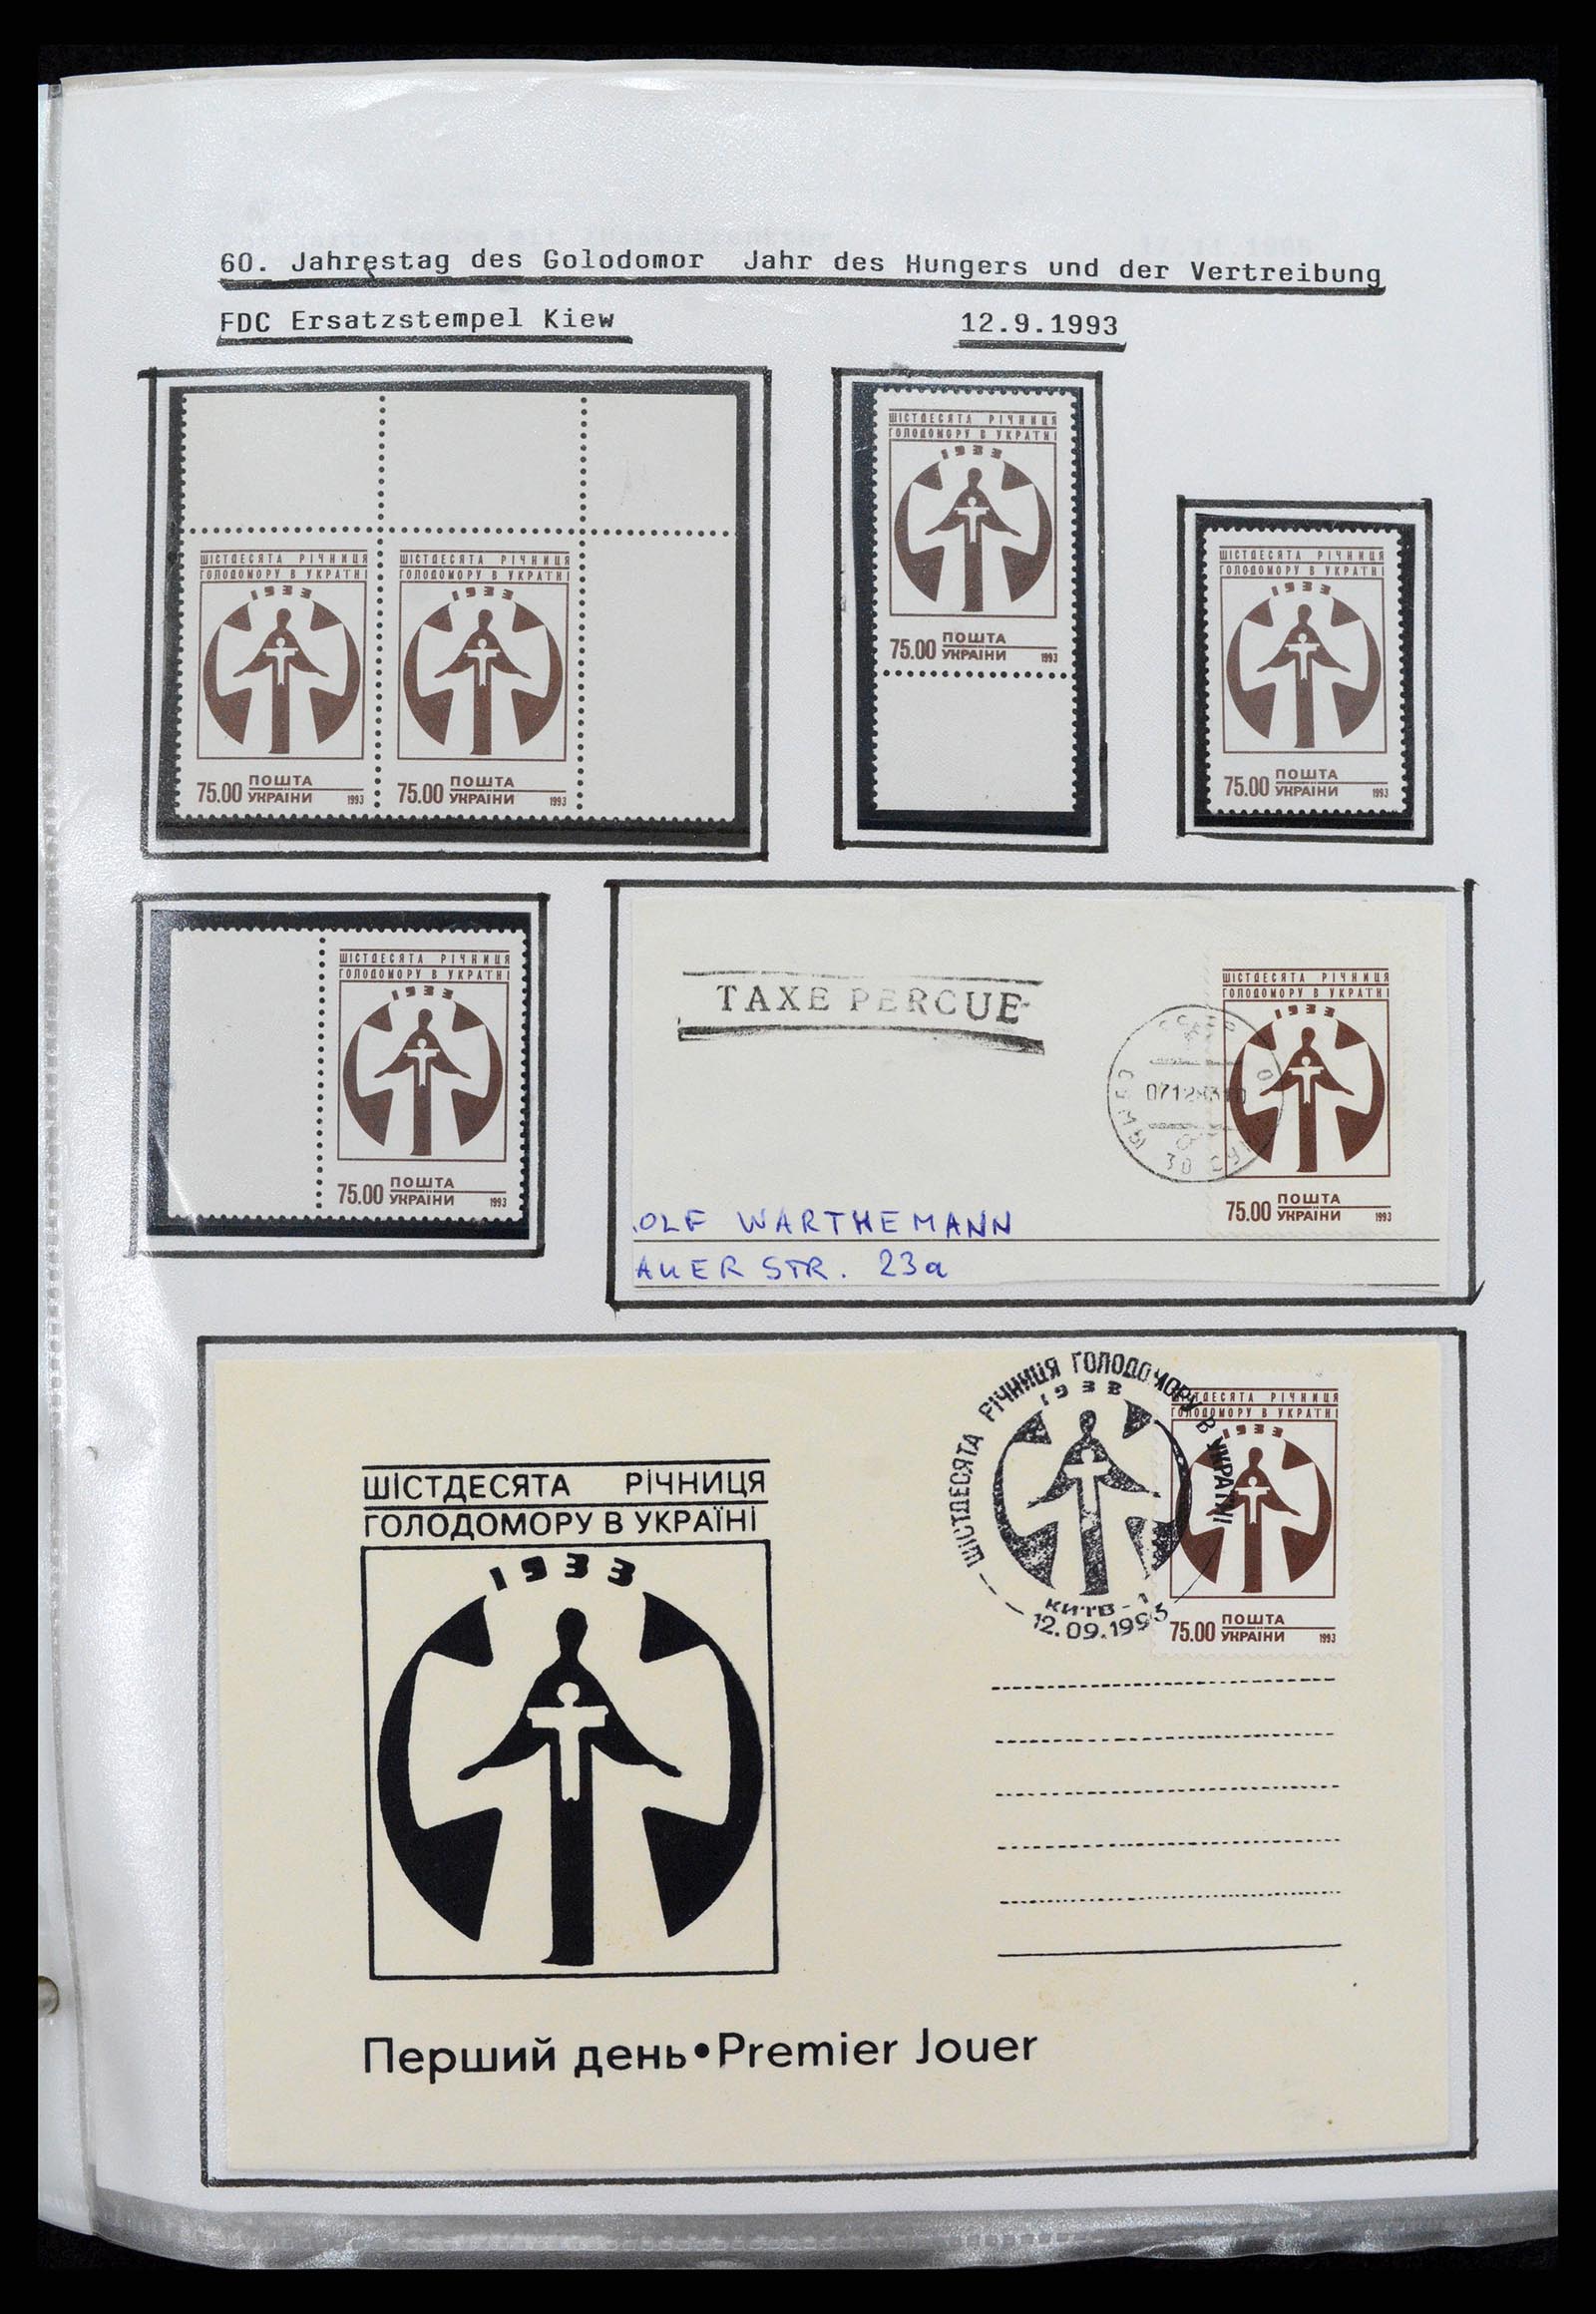 60. Jahrestag des Golodomor Jahr des Hungers und der Vertreibung
FDC Ersatzstempel Kiew 12.9.1993
ШІСТДЕСЯТА РІЧНИЦЯ
ГОЛОДОМОРУ В УКРАЇНІ
1933
75.00 ПОШТА
УКРАЇНИ 1993
ШІСТДЕСЯТА РІЧНИЦЯ
ГОЛОДОМОРУ В УКРАЇНІ
1933
75.00 ПОШТА
УКРАЇНИ 1993
ШІСТДЕСЯТА РІЧНИЦЯ
ГОЛОДОМОРУ В УКРАЇНІ
1933
75.00 ПОШТА
УКРАЇНИ 1993
ШІСТДЕСЯТА РІЧНИЦЯ
ГОЛОДОМОРУ В УКРАЇНІ
1933
75.00 ПОШТА
УКРАЇНИ 1993
ШІСТДЕСЯТА РІЧНИЦЯ
ГОЛОДОМОРУ В УКРАЇНІ
1933
75.00 ПОШТА
УКРАЇНИ 1993
TAXE PERCUE
ШІСТДЕСЯТА РІЧНИЦЯ
ГОЛОДОМОРУ В УКРАЇНІ
1933
75.00 ПОШТА
УКРАЇНИ 1993
OLF WARTHEMANN
AUER STR. 23a
ШІСТДЕСЯТА РІЧНИЦЯ ГОЛОДОМОРУ В УКРАЇНІ
1933
КИЇВ-1
12.09.1993
ШІСТДЕСЯТА РІЧНИЦЯ
ГОЛОДОМОРУ В УКРАЇНІ
1933
75.00 ПОШТА
УКРАЇНИ 1993
ШІСТДЕСЯТА РІЧНИЦЯ
ГОЛОДОМОРУ В УКРАЇНІ
1933
Перший день•Premier Jouer